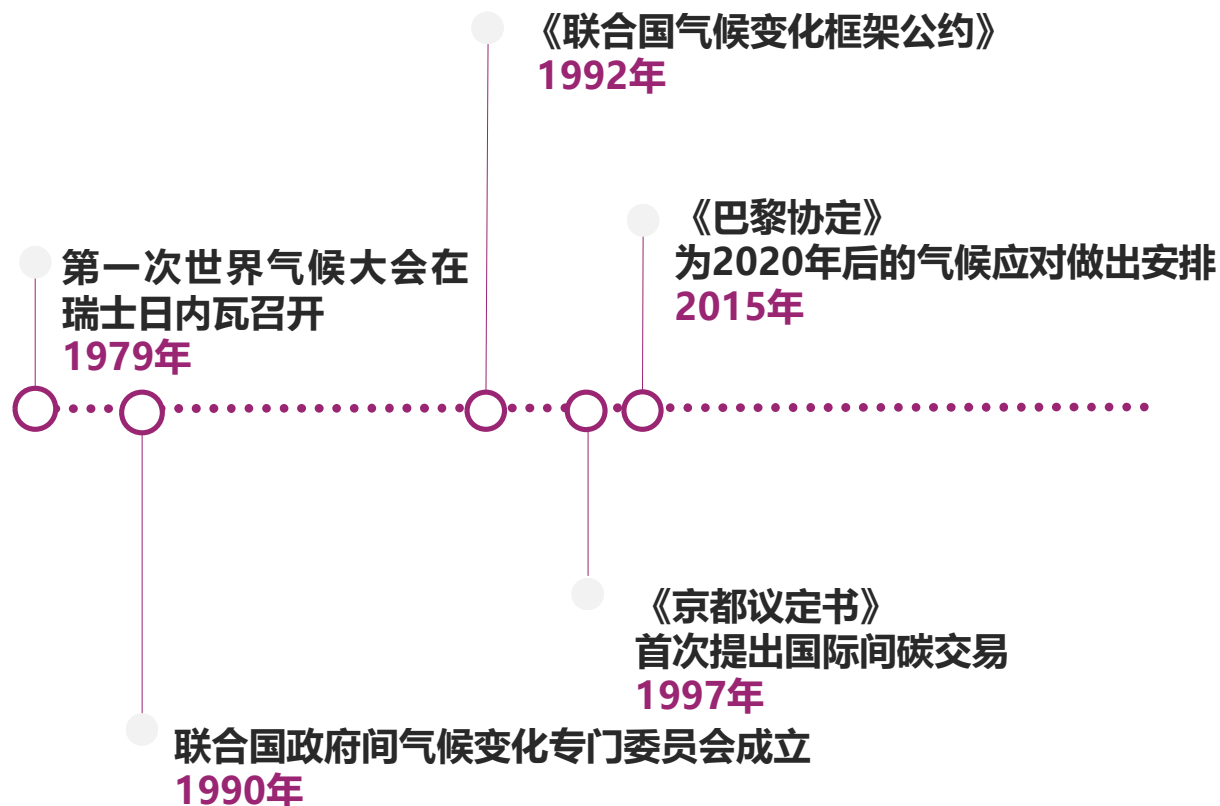 《联合国气候变化框架公约》
1992年
《巴黎协定》
为2020年后的气候应对做出安排
2015年
第一次世界气候大会在
瑞士日内瓦召开
1979年
《京都议定书》
首次提出国际间碳交易
1997年
联合国政府间气候变化专门委员会成立
1990年